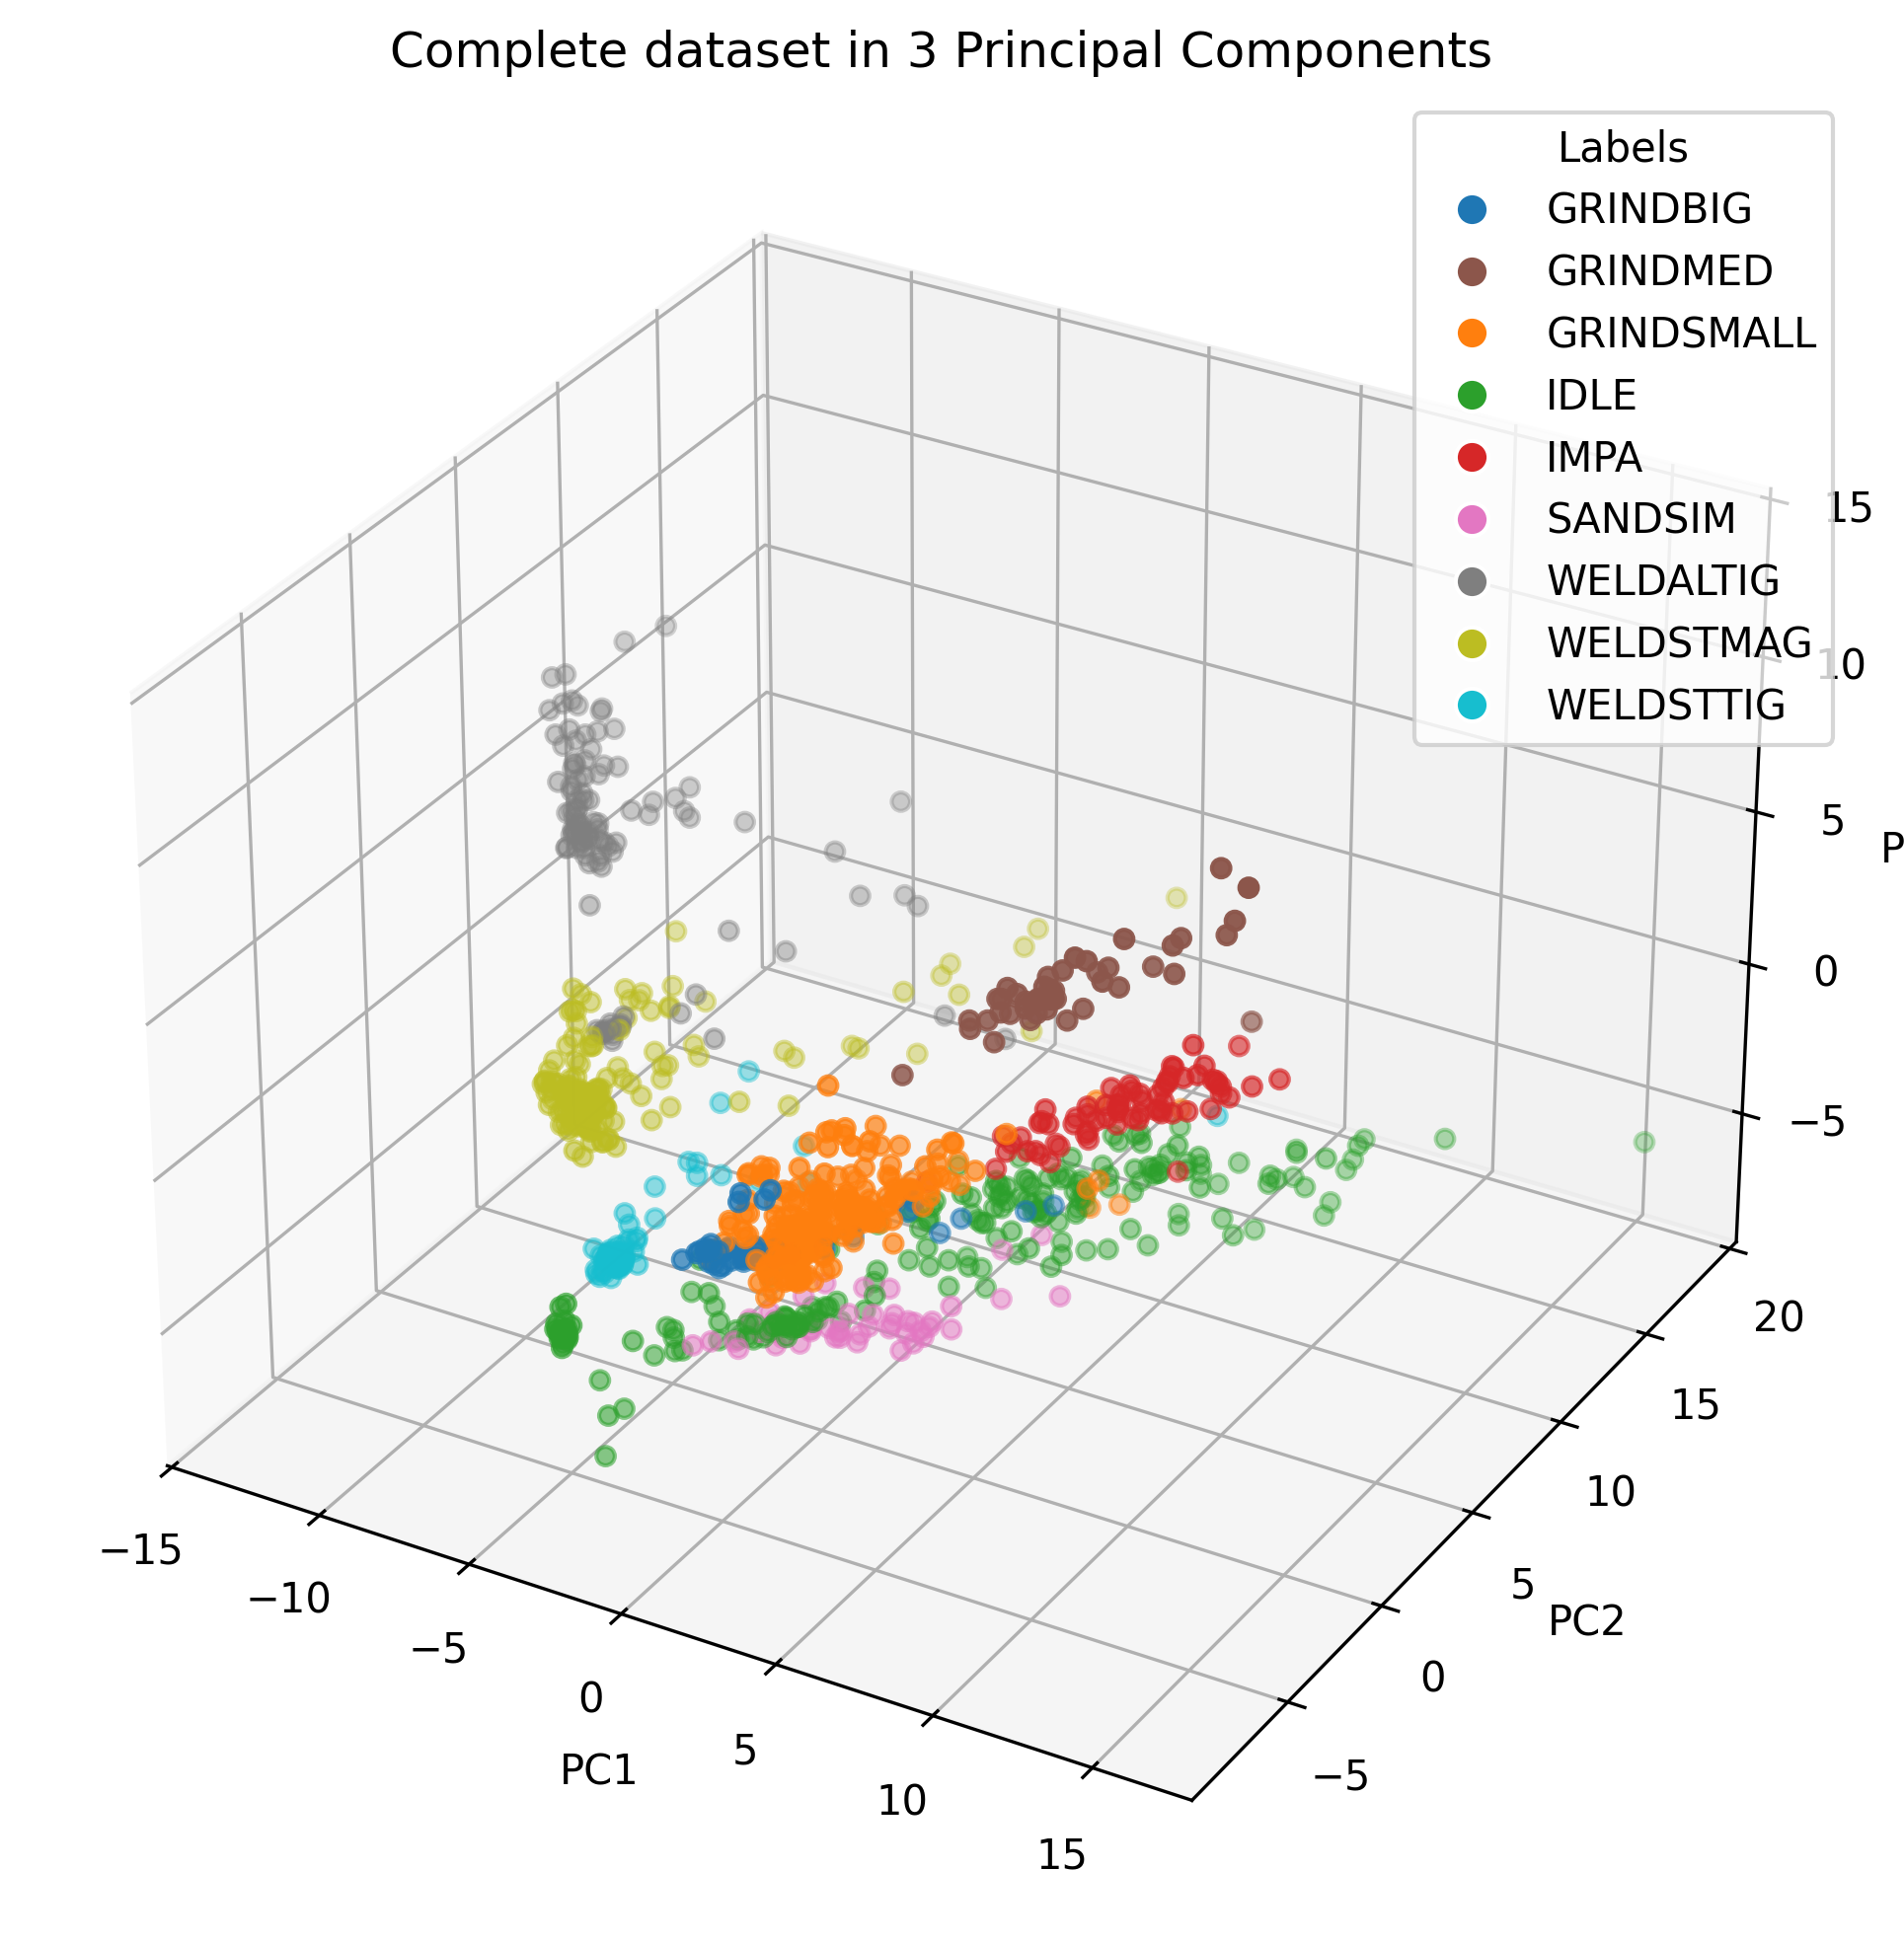 Complete dataset in 3 Principal Components
Labels
GRINDBIG
GRINDMED
GRINDSMALL
IDLE
IMPA
SANDSIM
WELDALTIG
WELDSTMAG
WELDSTTIG
15
10
5
0
−5
P
20
15
10
5
0
−5
PC2
−15
−10
−5
0
5
10
15
PC1